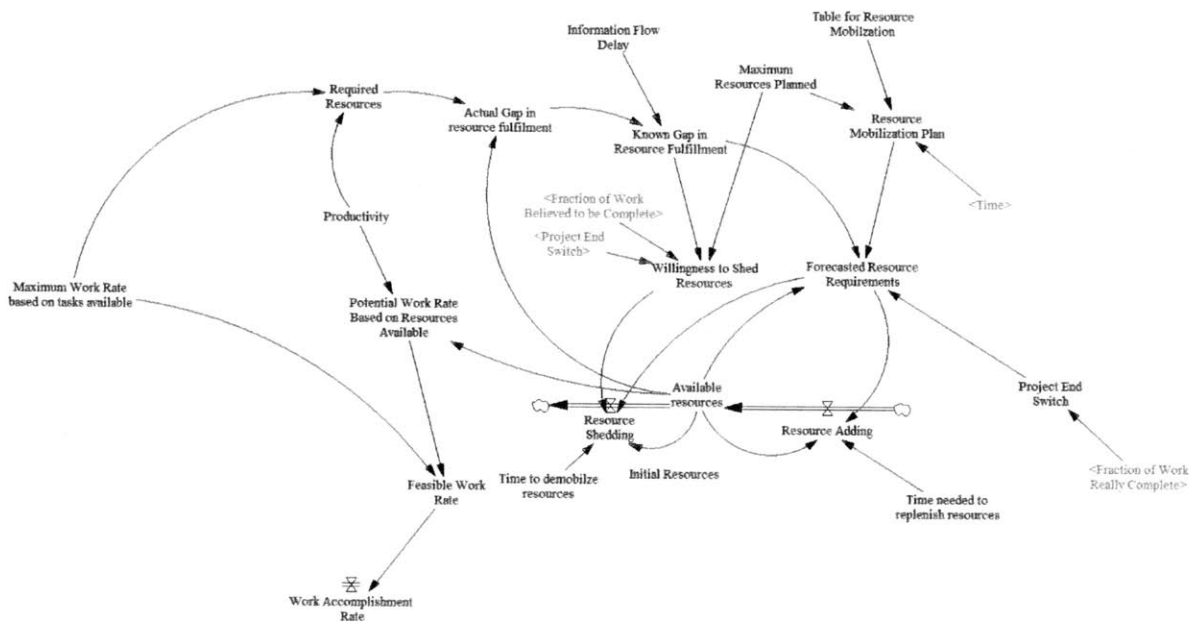 Information Flow
Delay
Table for Resource
Mobilzation
Maximum
Resources Planned
Required
Resources
Actual Gap in
resource fulfilment
Known Gap in
Resource Fulfillment
Resource
Mobilization Plan
<Time>
<Fraction of Work
Believed to be Complete>
Productivity
<Project End
Switch>
Willingness to Shed
Resources
Forecasted Resource
Requirements
Maximum Work Rate
based on tasks available
Potential Work Rate
Based on Resources
Available
Available
resources
Project End
Switch
Resource
Shedding
Resource Adding
Time to demobilze
resources
Initial Resources
<Fraction of Work
Really Complete>
Feasible Work
Rate
Time needed to
replenish resources
Work Accomplishment
Rate